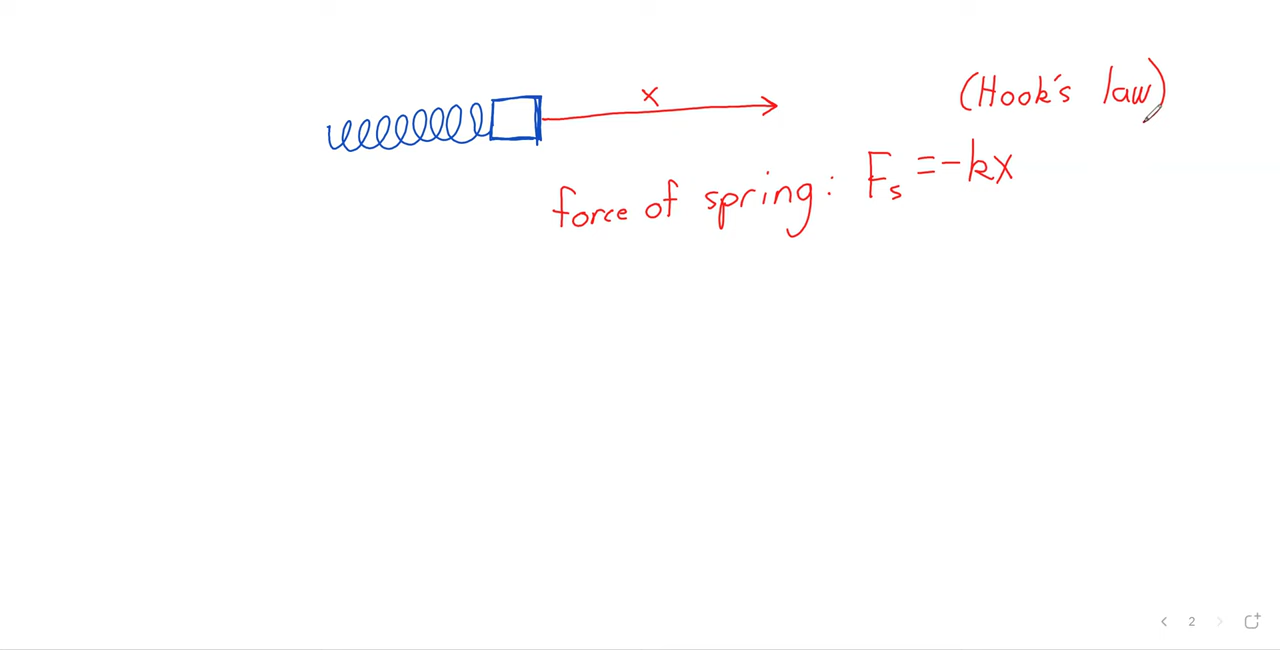 x
(Hook's law)
force of spring: Fₛ = -kx
2